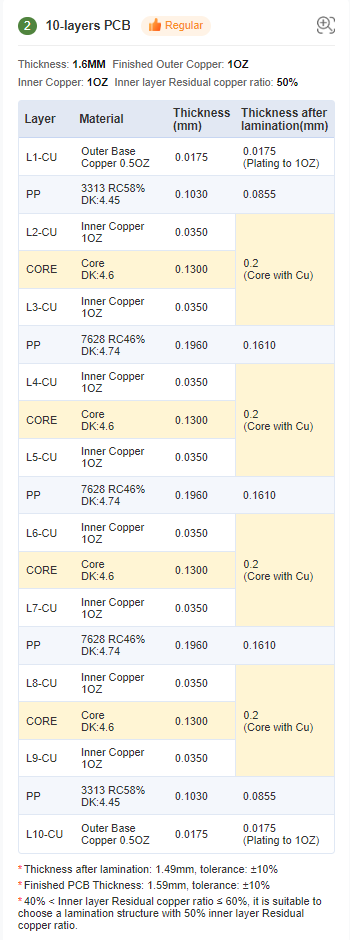 2 10-layers PCB Regular
Thickness: 1.6MM Finished Outer Copper: 1OZ
Inner Copper: 1OZ Inner layer Residual copper ratio: 50%
Layer Material Thickness (mm) Thickness after lamination(mm)
L1-CU Outer Base Copper 0.5OZ 0.0175 0.0175 (Plating to 1OZ)
PP 3313 RC58% DK:4.45 0.1030 0.0855
L2-CU Inner Copper 1OZ 0.0350
CORE Core DK:4.6 0.1300 0.2 (Core with Cu)
L3-CU Inner Copper 1OZ 0.0350
PP 7628 RC46% DK:4.74 0.1960 0.1610
L4-CU Inner Copper 1OZ 0.0350
CORE Core DK:4.6 0.1300 0.2 (Core with Cu)
L5-CU Inner Copper 1OZ 0.0350
PP 7628 RC46% DK:4.74 0.1960 0.1610
L6-CU Inner Copper 1OZ 0.0350
CORE Core DK:4.6 0.1300 0.2 (Core with Cu)
L7-CU Inner Copper 1OZ 0.0350
PP 7628 RC46% DK:4.74 0.1960 0.1610
L8-CU Inner Copper 1OZ 0.0350
CORE Core DK:4.6 0.1300 0.2 (Core with Cu)
L9-CU Inner Copper 1OZ 0.0350
PP 3313 RC58% DK:4.45 0.1030 0.0855
L10-CU Outer Base Copper 0.5OZ 0.0175 0.0175 (Plating to 1OZ)
*Thickness after lamination: 1.49mm, tolerance: ±10%
*Finished PCB Thickness: 1.59mm, tolerance: ±10%
*40% < Inner layer Residual copper ratio ≤ 60%, it is suitable to
choose a lamination structure with 50% inner layer Residual
copper ratio.